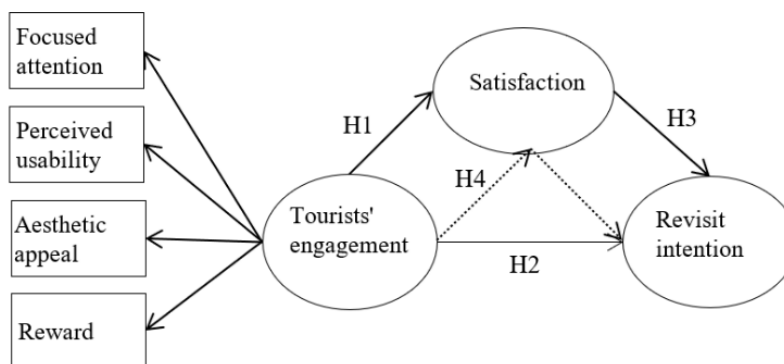 Focused
attention
Perceived
usability
Aesthetic
appeal
Reward
Tourists'
engagement
H1
Satisfaction
H3
H4
H2
Revisit
intention